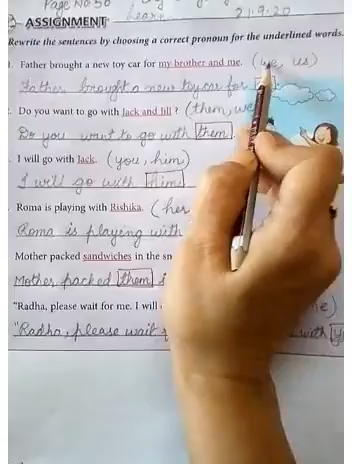 Page No 50
Learn
21.9.20
ASSIGNMENT
Rewrite the sentences by choosing a correct pronoun for the underlined words.
1. Father brought a new toy car for my brother and me. (we, us)
Father brought a new toy car for
Do you want to go with Jack and Jill? (them, we
Do you want to go with them.
I will go with Jack. (you, him)
I will go with him
Roma is playing with Rishika. (her
Roma is playeng with
Mother packed sandwiches in the sn
Mother packed them
"Radha, please wait for me. I will
"Radha, please wait
with